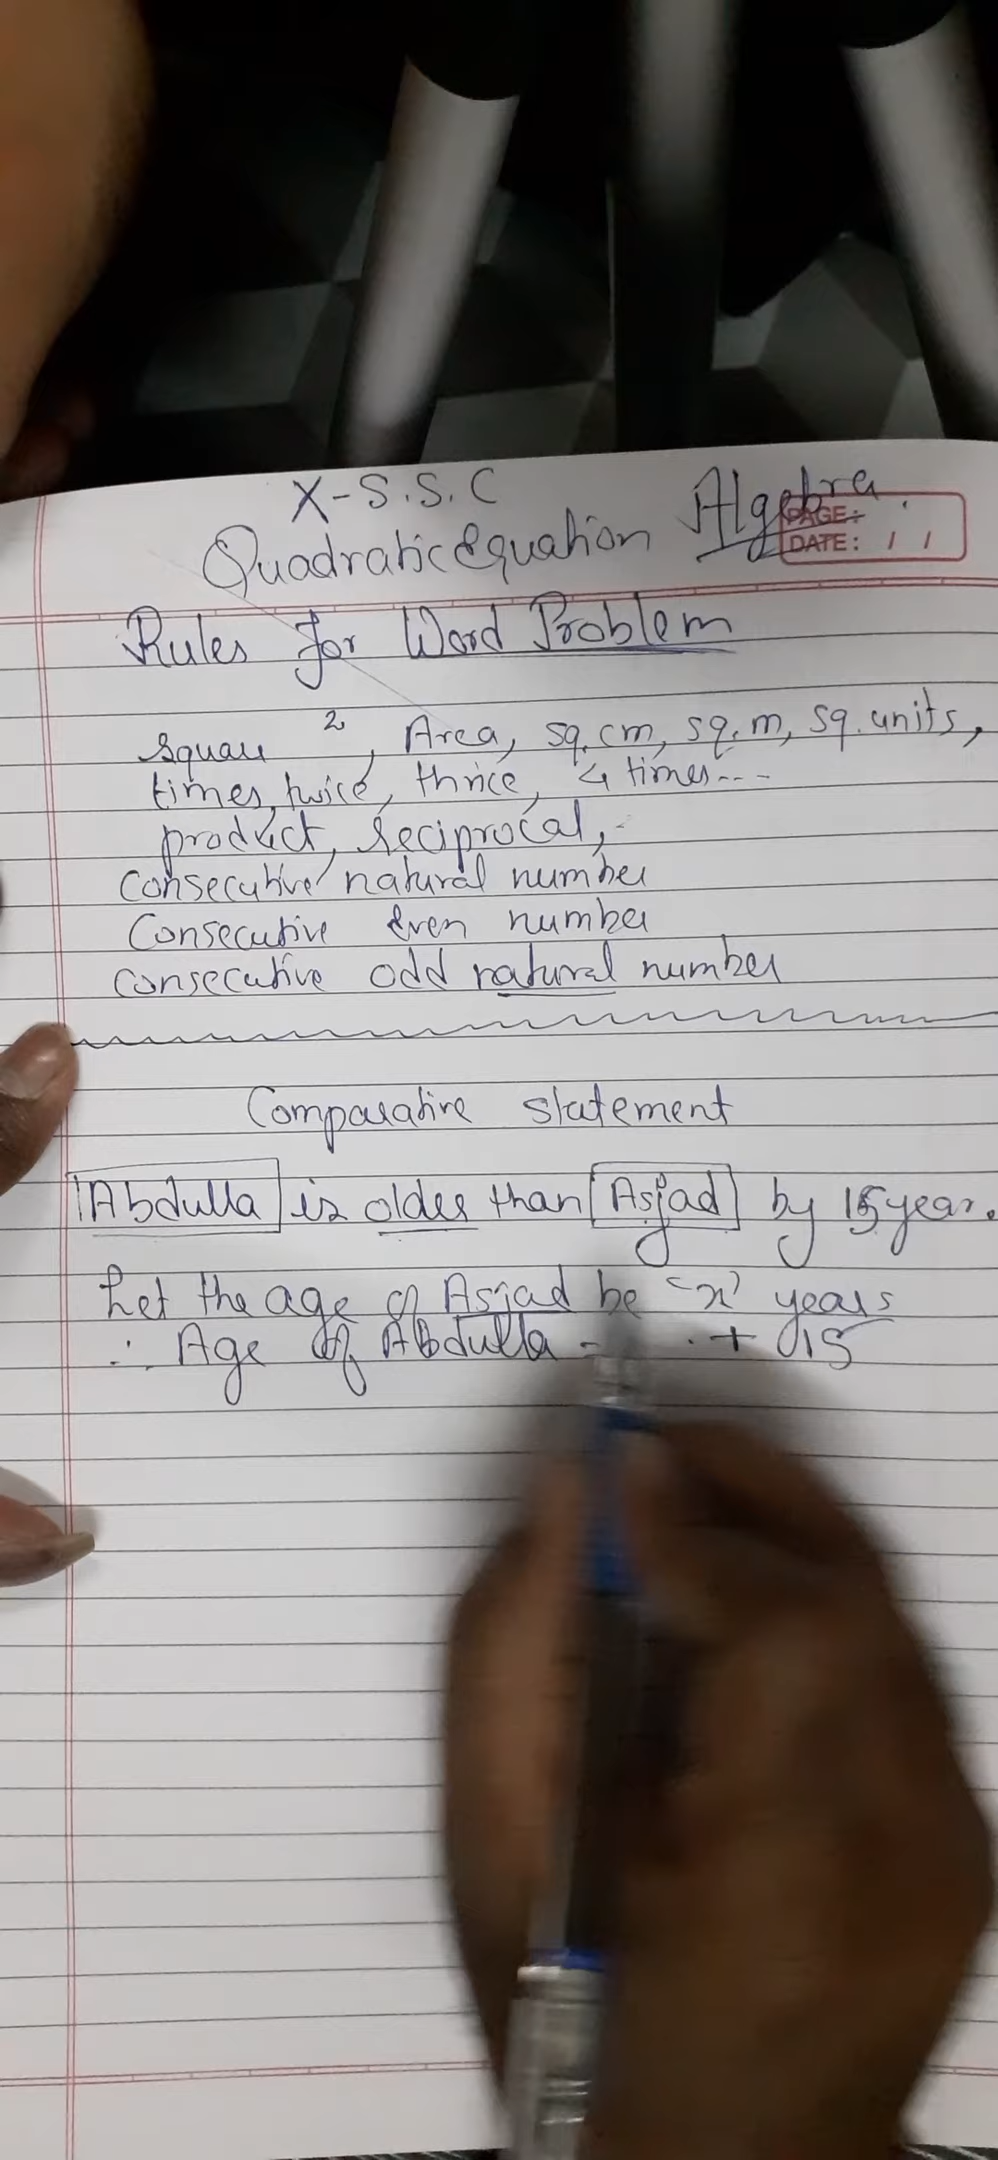 X-S.S.C
Algebra
PAGE:
DATE: / /
Quadratic equation
Rules for Word Problem
square ², Area, sq.cm, sq.m, sq.units,
times, twice, thrice, 4 times---
product, reciprocal,
Consecutive natural number
Consecutive Even number
Consecutive odd natural number
Comparative statement
Abdulla is older than Asjad by 15 year.
Let the age of Asjad be 'x' years
∴ Age of Abdulla - + 15